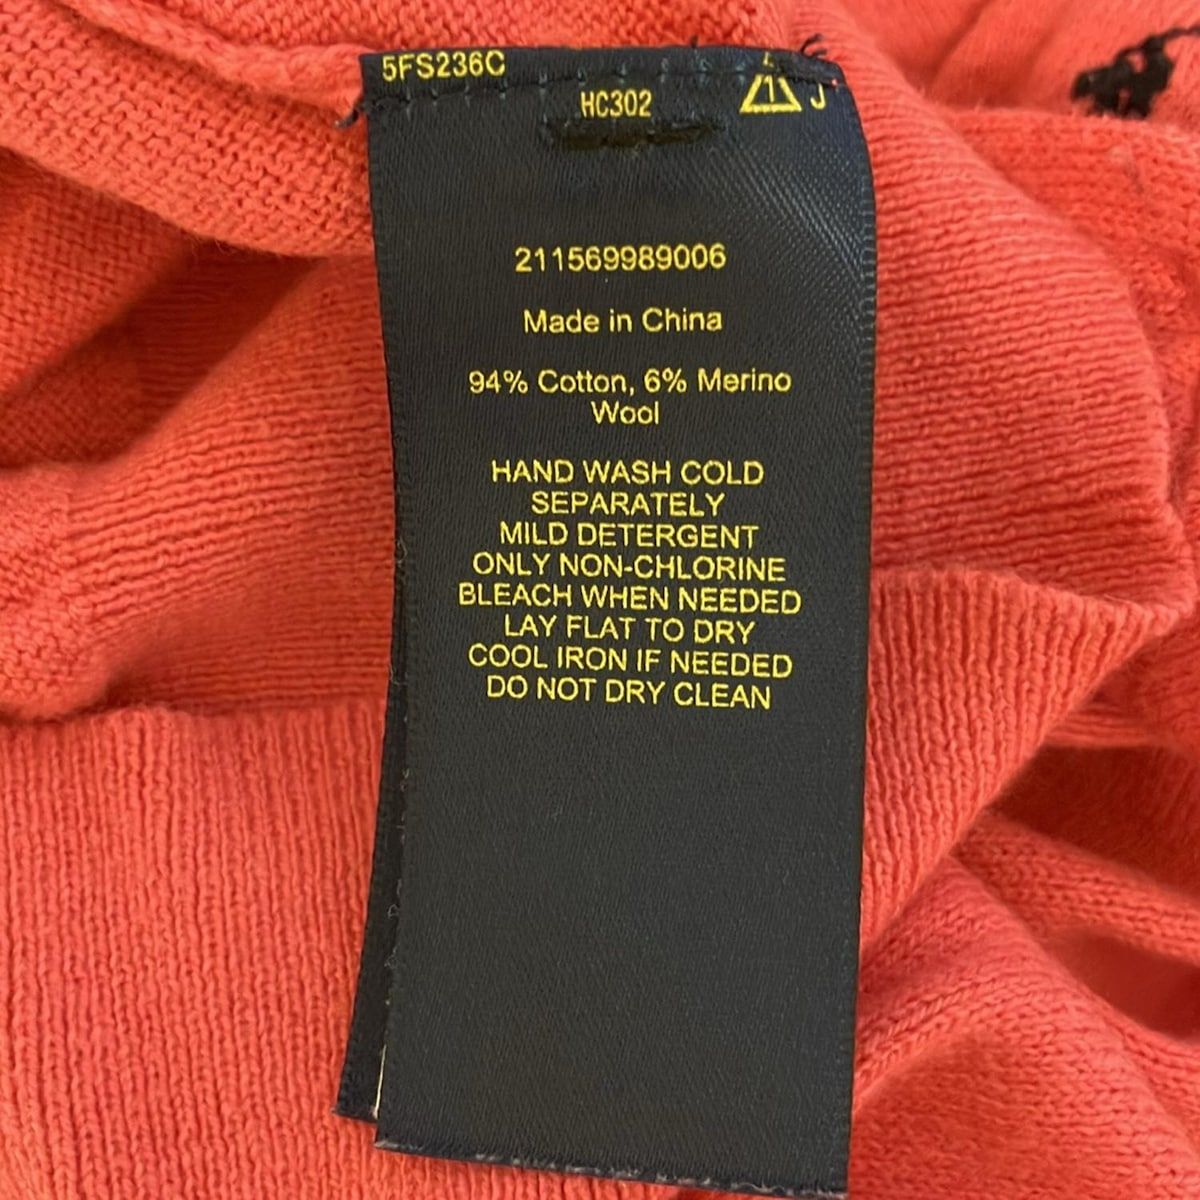 5FS236C
HC302
1 J
211569989006
Made in China
94% Cotton, 6% Merino
Wool
HAND WASH COLD
SEPARATELY
MILD DETERGENT
ONLY NON-CHLORINE
BLEACH WHEN NEEDED
LAY FLAT TO DRY
COOL IRON IF NEEDED
DO NOT DRY CLEAN